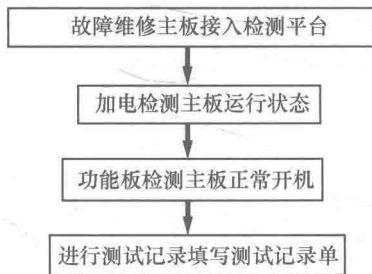 故障维修主板接入检测平台
加电检测主板运行状态
功能板检测主板正常开机
进行测试记录填写测试记录单